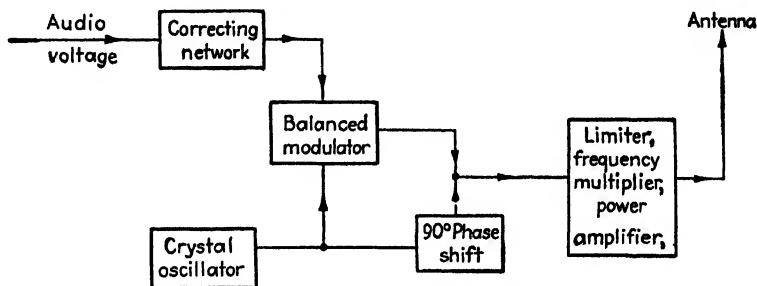 Audio
voltage
Correcting
network
Antenna
Balanced
modulator
Limiter,
frequency
multiplier,
power
amplifier,
Crystal
oscillator
90° Phase
shift